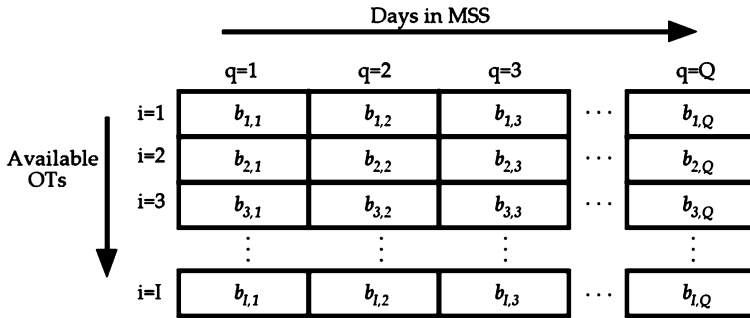 Days in MSS
q=1 q=2 q=3 q=Q
i=1 b1,1 b1,2 b1,3 ··· b1,Q
Available OTs
i=2 b2,1 b2,2 b2,3 ··· b2,Q
i=3 b3,1 b3,2 b3,3 ··· b3,Q
⋮ ⋮ ⋮ ⋮
i=I bI,1 bI,2 bI,3 ··· bI,Q